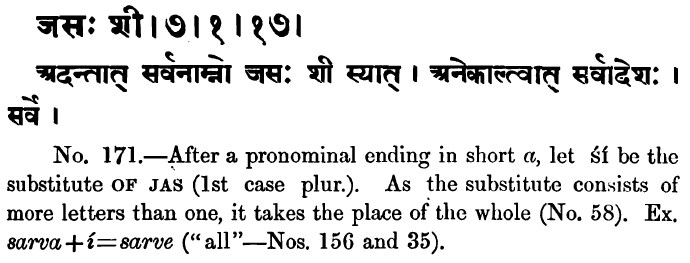 जसः शी।७।१।१७।
अदन्तात् सर्वनाम्नो जसः शी स्यात् । अनेकाल्त्वात् सर्वादेशः ।
सर्वे ।
No. 171.—After a pronominal ending in short a, let śí be the
substitute OF JAS (1st case plur.). As the substitute consists of
more letters than one, it takes the place of the whole (No. 58). Ex.
sarva+í=sarve ("all"—Nos. 156 and 35).